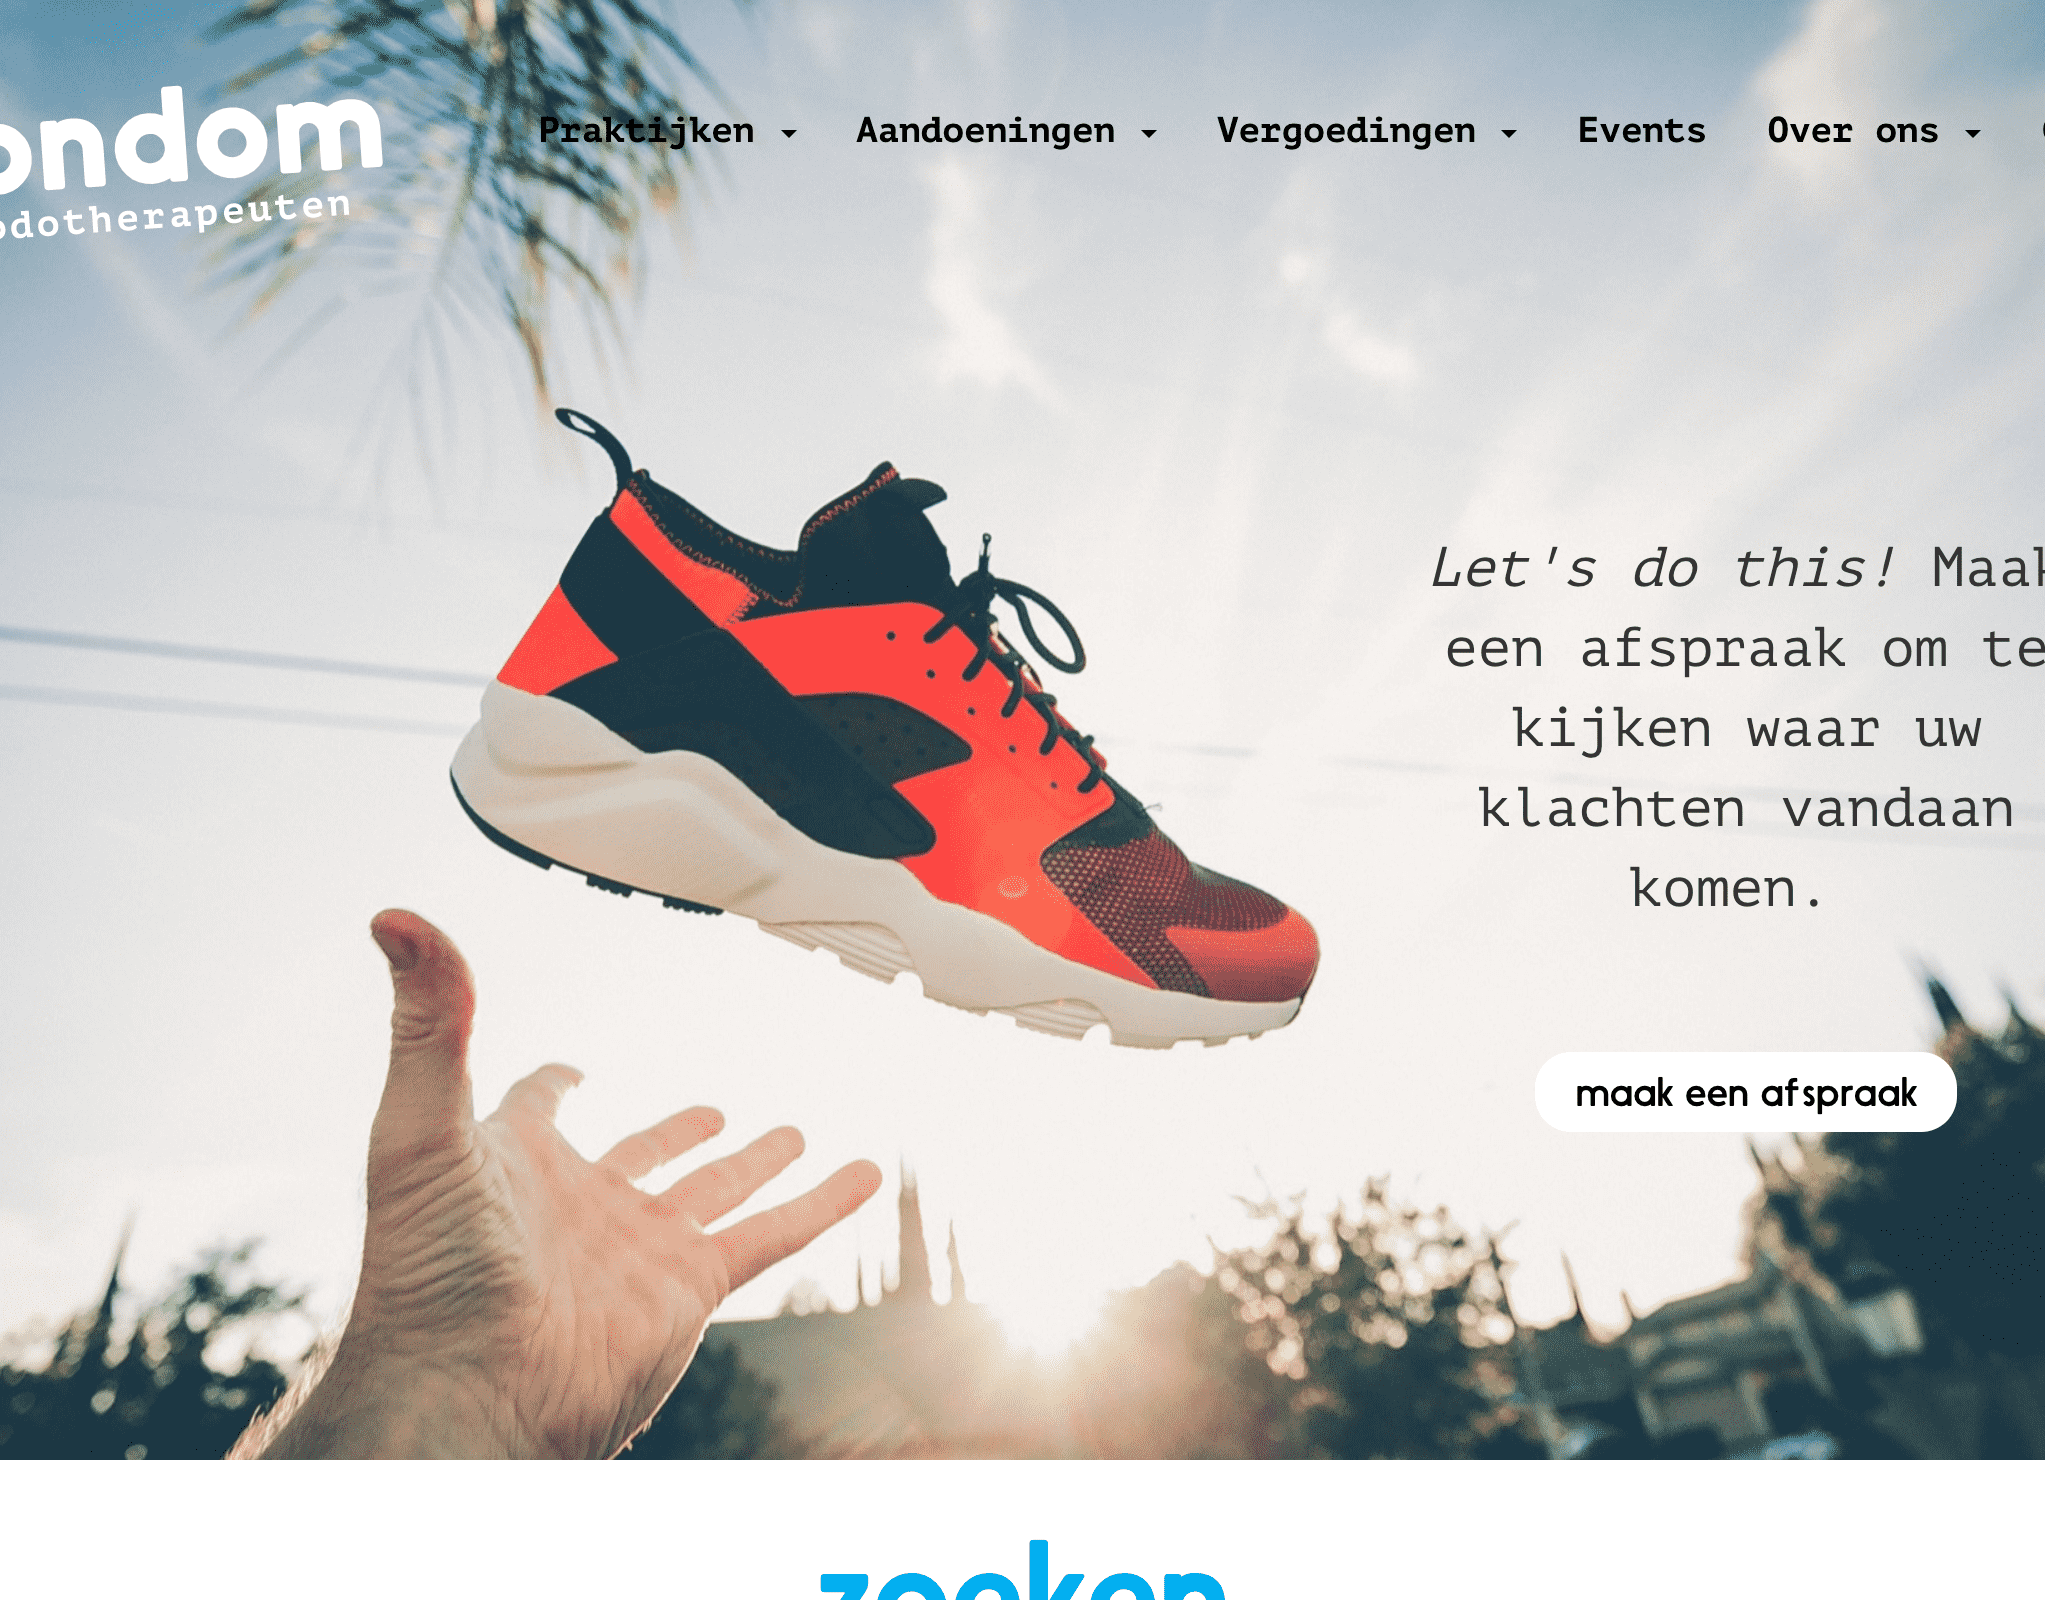 ondom
odotherapeuten
Praktijken
Aandoeningen
Vergoedingen
Events
Over ons
Let's do this! Maak
een afspraak om te
kijken waar uw
klachten vandaan
komen.
maak een afspraak
zoeken